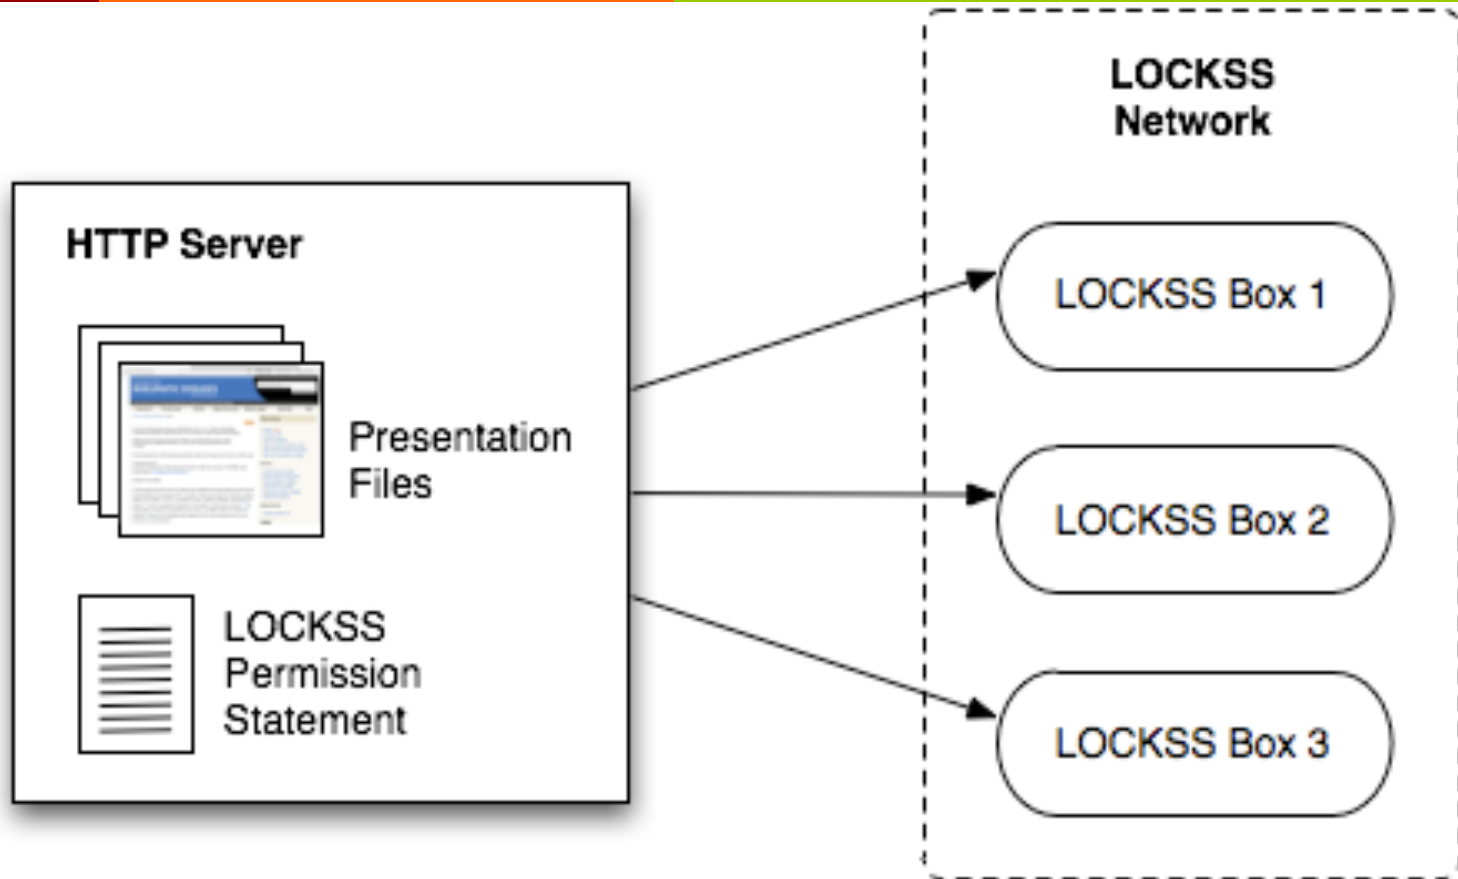 LOCKSS
Network
HTTP Server
LOCKSS Box 1
Presentation
Files
LOCKSS Box 2
LOCKSS
Permission
Statement
LOCKSS Box 3